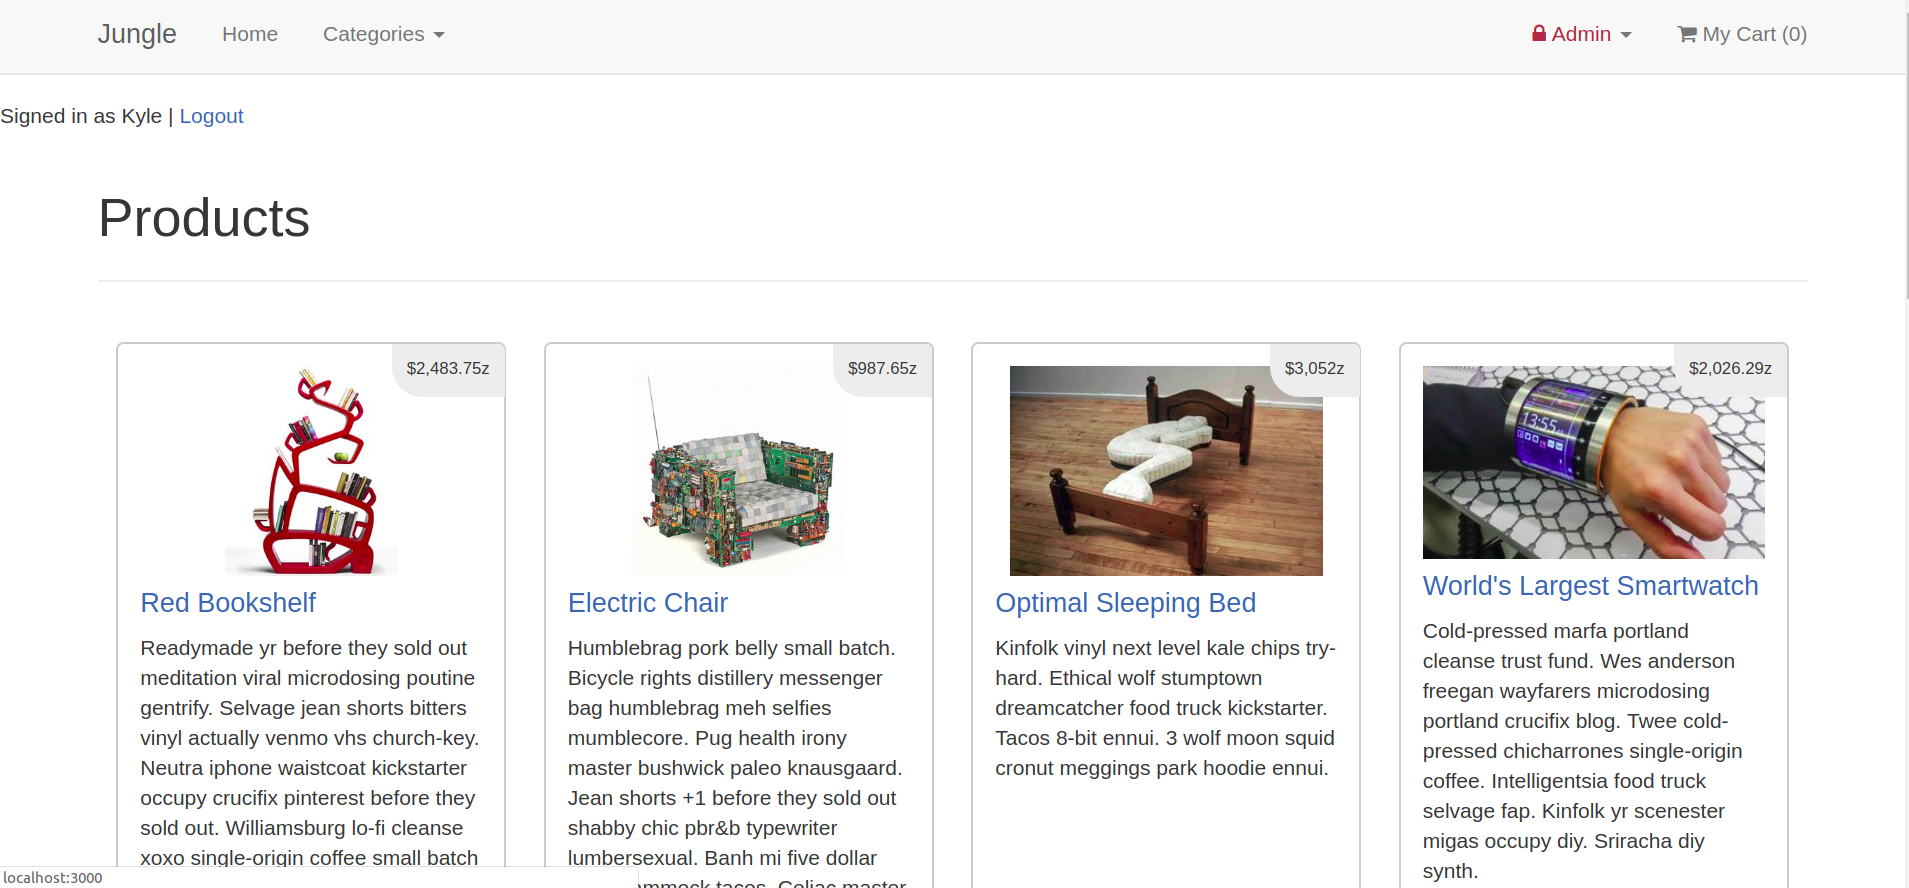 Jungle Home Categories Admin My Cart (0)
Signed in as Kyle | Logout
Products
$2,483.75z
Red Bookshelf
Readymade yr before they sold out
meditation viral microdosing poutine
gentrify. Selvage jean shorts bitters
vinyl actually venmo vhs church-key.
Neutra iphone waistcoat kickstarter
occupy crucifix pinterest before they
sold out. Williamsburg lo-fi cleanse
xoxo single-origin coffee small batch
$987.65z
Electric Chair
Humblebrag pork belly small batch.
Bicycle rights distillery messenger
bag humblebrag meh selfies
mumblecore. Pug health irony
master bushwick paleo knausgaard.
Jean shorts +1 before they sold out
shabby chic pbr&b typewriter
lumbersexual. Banh mi five dollar
mmock tacos. Celiac master
$3,052z
Optimal Sleeping Bed
Kinfolk vinyl next level kale chips try-
hard. Ethical wolf stumptown
dreamcatcher food truck kickstarter.
Tacos 8-bit ennui. 3 wolf moon squid
cronut meggings park hoodie ennui.
$2,026.29z
13:55
World's Largest Smartwatch
Cold-pressed marfa portland
cleanse trust fund. Wes anderson
freegan wayfarers microdosing
portland crucifix blog. Twee cold-
pressed chicharrones single-origin
coffee. Intelligentsia food truck
selvage fap. Kinfolk yr scenester
migas occupy diy. Sriracha diy
synth.
localhost:3000